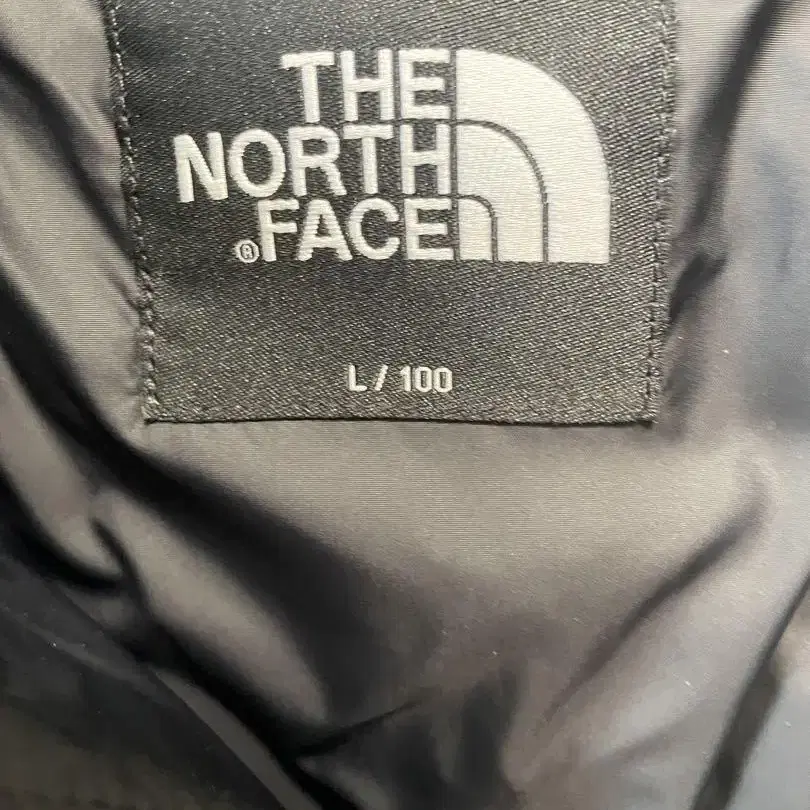 THE
NORTH
®FACE
L / 100